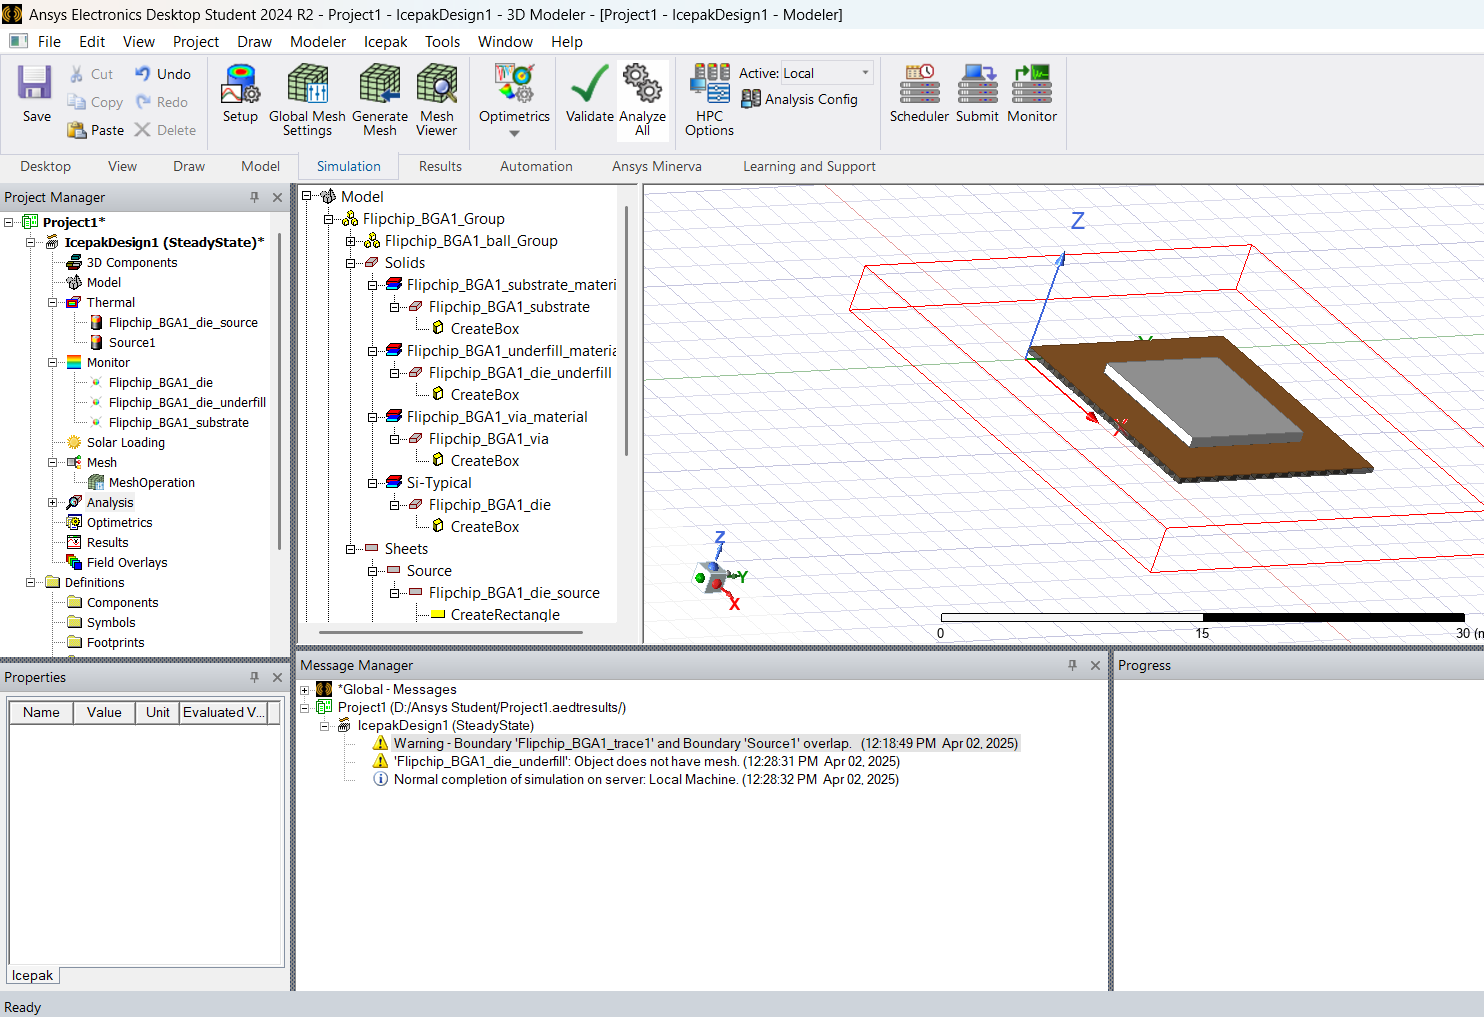 Ansys Electronics Desktop Student 2024 R2 - Project1 - IcepakDesign1 - 3D Modeler - [Project1 - IcepakDesign1 - Modeler]
File Edit View Project Draw Modeler Icepak Tools Window Help
Save
Cut
Copy
Paste
Undo
Redo
Delete
Setup
Global Mesh Settings
Generate Mesh
Mesh Viewer
Optimetrics
Validate
Analyze All
HPC Options
Active: Local
Analysis Config
Scheduler
Submit
Monitor
Desktop View Draw Model Simulation Results Automation Ansys Minerva Learning and Support
Project Manager
Project1*
IcepakDesign1 (SteadyState)*
3D Components
Model
Thermal
Flipchip_BGA1_die_source
Source1
Monitor
Flipchip_BGA1_die
Flipchip_BGA1_die_underfill
Flipchip_BGA1_substrate
Solar Loading
Mesh
MeshOperation
Analysis
Optimetrics
Results
Field Overlays
Definitions
Components
Symbols
Footprints
Model
Flipchip_BGA1_Group
Flipchip_BGA1_ball_Group
Solids
Flipchip_BGA1_substrate_materi
Flipchip_BGA1_substrate
CreateBox
Flipchip_BGA1_underfill_materia
Flipchip_BGA1_die_underfill
CreateBox
Flipchip_BGA1_via_material
Flipchip_BGA1_via
CreateBox
Si-Typical
Flipchip_BGA1_die
CreateBox
Sheets
Source
Flipchip_BGA1_die_source
CreateRectangle
Z
Y
X
Z
Y
X
0 15 30 (m
Properties
Name Value Unit Evaluated V...
Icepak
Message Manager
*Global - Messages
Project1 (D:/Ansys Student/Project1.aedtresults/)
IcepakDesign1 (SteadyState)
Warning - Boundary 'Flipchip_BGA1_trace1' and Boundary 'Source1' overlap. (12:18:49 PM Apr 02, 2025)
'Flipchip_BGA1_die_underfill': Object does not have mesh. (12:28:31 PM Apr 02, 2025)
Normal completion of simulation on server: Local Machine. (12:28:32 PM Apr 02, 2025)
Progress
Ready